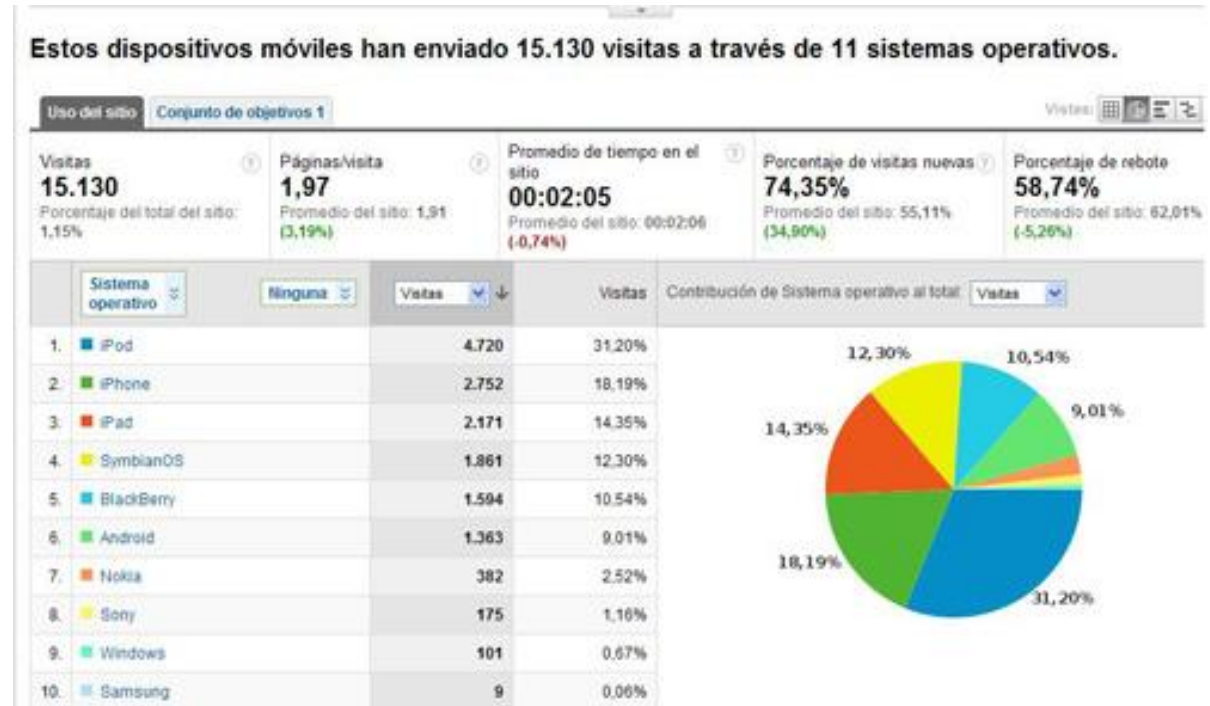 Estos dispositivos móviles han enviado 15.130 visitas a través de 11 sistemas operativos.
Uso del sitio
Conjunto de objetivos 1
Vistas:
Visitas
15.130
Porcentaje del total del sitio:
1,15%
Páginas/visita
1,97
Promedio del sitio: 1,91
(3,19%)
Promedio de tiempo en el
sitio
00:02:05
Promedio del sitio: 00:02:06
(-0,74%)
Porcentaje de visitas nuevas
74,35%
Promedio del sitio: 55,11%
(34,90%)
Porcentaje de rebote
58,74%
Promedio del sitio: 62,01%
(-5,26%)
Sistema
operativo
Ninguna
Visitas
Visitas
Contribución de Sistema operativo al total: Visitas
1. iPod 4.720 31,20%
2. iPhone 2.752 18,19%
3. iPad 2.171 14,35%
4. SymbianOS 1.861 12,30%
5. BlackBerry 1.594 10,54%
6. Android 1.363 9,01%
7. Nokia 382 2,52%
8. Sony 175 1,16%
9. Windows 101 0,67%
10. Samsung 9 0,06%
12,30%
10,54%
9,01%
14,35%
18,19%
31,20%